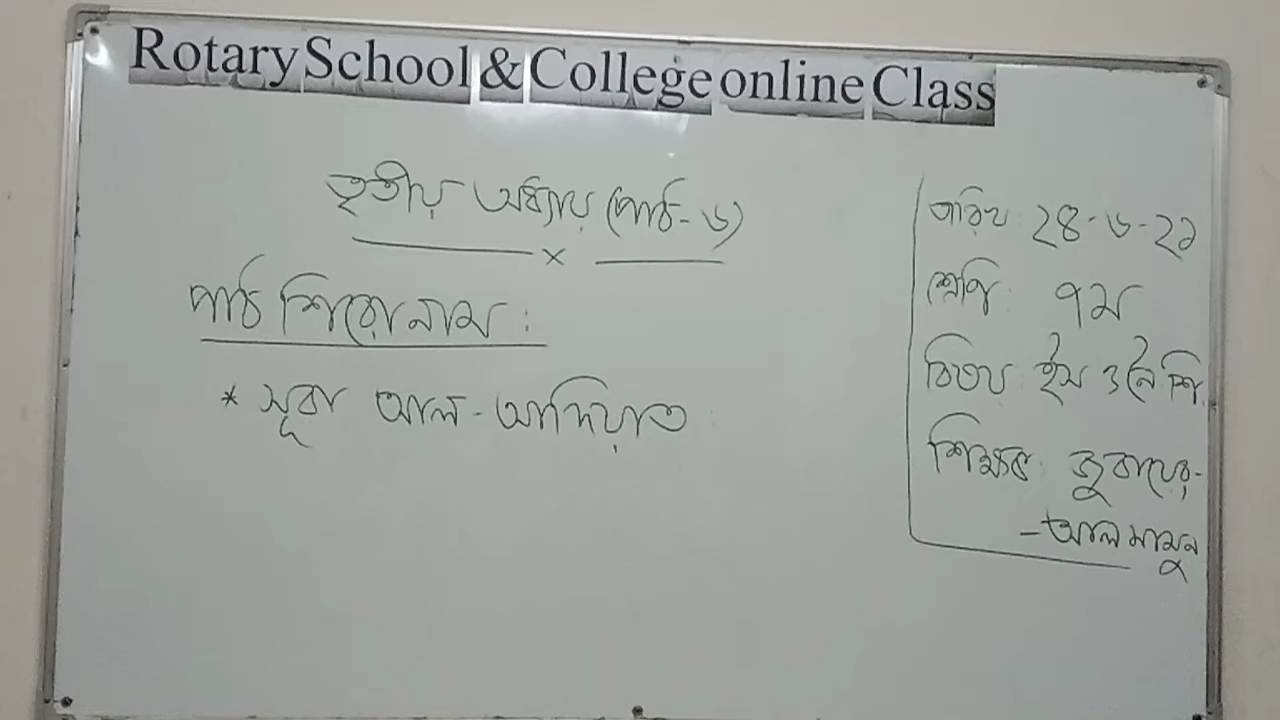 Rotary School & College online Class
তৃতীয় অধ্যায় (পাঠ-৬)
পাঠ শিরোনাম:
* সূরা আল-আদিয়াত
তারিখ: ২৪-৬-২১
শ্রেণি: ৭ম
বিষয়: ইস ও নৈ শি
শিক্ষক: জুবায়ের-
-আল মামুন